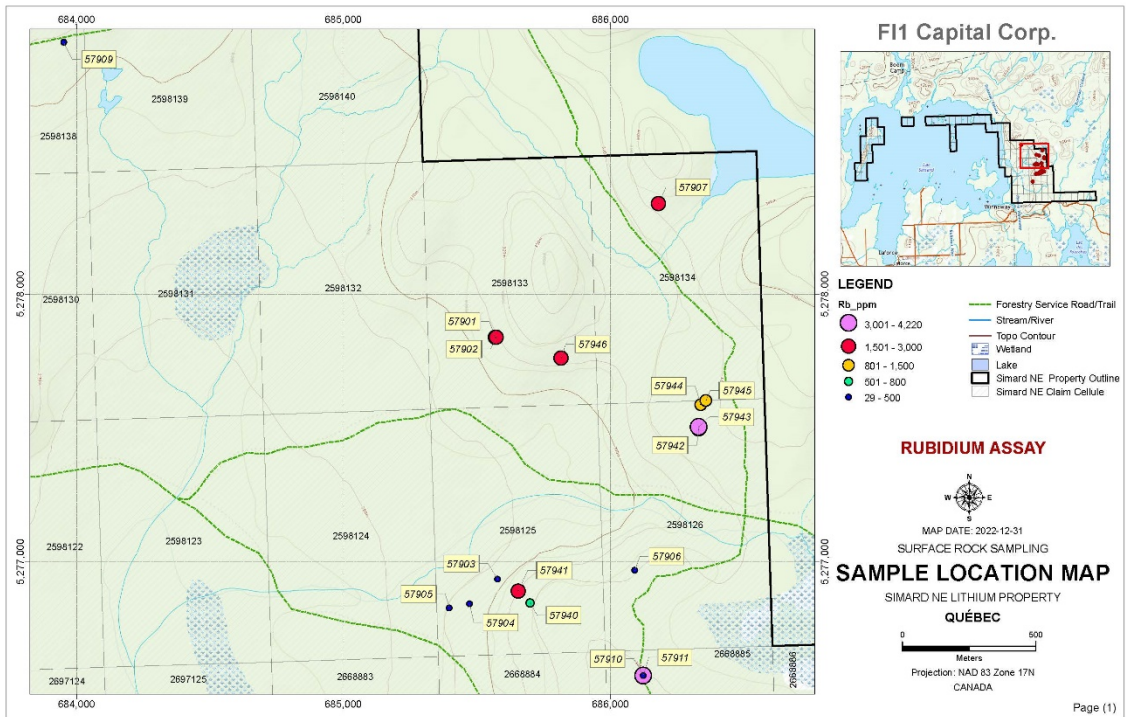 684,000
685,000
686,000
FI1 Capital Corp.
57909
2598139
2598140
2598138
57907
2598134
5,278,000
5,278,000
2598130
2598131
2598132
2598133
57901
57902
57946
57944
57945
57943
57942
LEGEND
Rb_ppm
3,001 - 4,220
1,501 - 3,000
801 - 1,500
501 - 800
29 - 500
Forestry Service Road/Trail
Stream/River
Topo Contour
Wetland
Lake
Simard NE Property Outline
Simard NE Claim Cellule
RUBIDIUM ASSAY
N
W
E
S
MAP DATE: 2022-12-31
SURFACE ROCK SAMPLING
SAMPLE LOCATION MAP
SIMARD NE LITHIUM PROPERTY
QUÉBEC
0
500
Meters
Projection: NAD 83 Zone 17N
CANADA
2598122
2598123
2598124
2598125
2598126
5,277,000
5,277,000
57903
57941
57906
57905
57904
57940
57910
57911
2697124
2697125
2668883
2668884
2668885
2668886
684,000
685,000
686,000
Page (1)